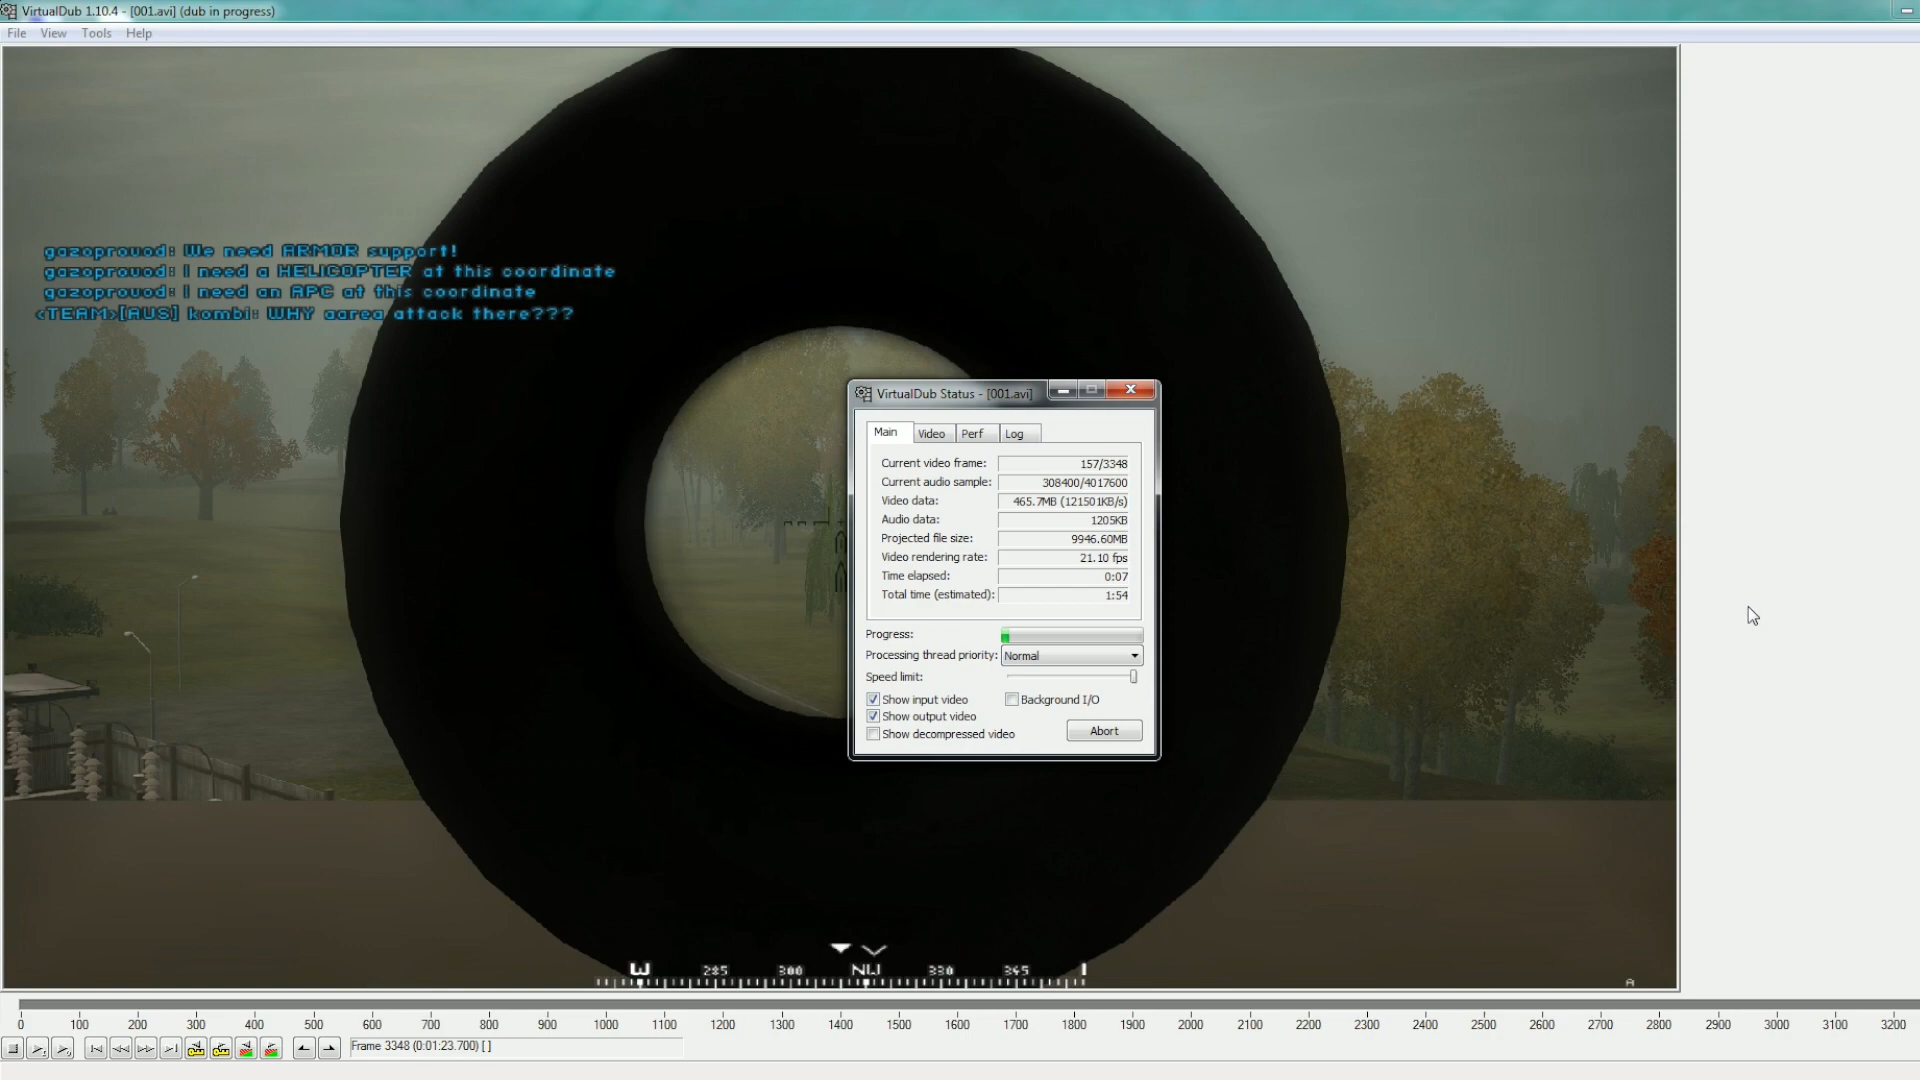 VirtualDub 1.10.4 - [001.avi] (dub in progress)
File View Tools Help
gazoprovod: We need ARMOR support!
gazoprovod: I need a HELICOPTER at this coordinate
gazoprovod: I need an APC at this coordinate
<TEAM>[AUS] kombi: WHY aarea attack there???
VirtualDub Status - [001.avi]
Main Video Perf Log
Current video frame: 157/3348
Current audio sample: 308400/4017600
Video data: 465.7MB (121501KB/s)
Audio data: 1205KB
Projected file size: 9946.60MB
Video rendering rate: 21.10 fps
Time elapsed: 0:07
Total time (estimated): 1:54
Progress:
Processing thread priority: Normal
Speed limit:
Show input video Background I/O
Show output video
Show decompressed video
Abort
W 285 300 NW 330 345
0 100 200 300 400 500 600 700 800 900 1000 1100 1200 1300 1400 1500 1600 1700 1800 1900 2000 2100 2200 2300 2400 2500 2600 2700 2800 2900 3000 3100 3200
Frame 3348 (0:01:23.700) [ ]